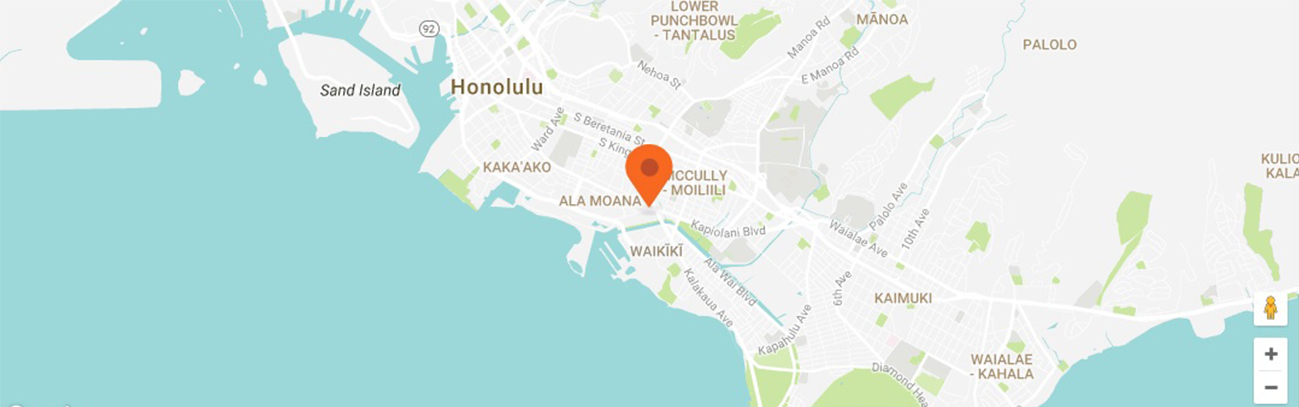 LOWER
PUNCHBOWL
- TANTALUS
MĀNOA
92
Manoa Rd
PALOLO
E Manoa Rd
Nehoa St
Sand Island
Honolulu
Ward Ave
S Beretania St
S King
KAKA'AKO
MCCULLY
- MOILIILI
KULIO
KALA
ALA MOANA
Palolo Ave
10th Ave
Kapiolani Blvd
Waialae Ave
WAIKĪKĪ
Ala Wai Blvd
Kalakaua Ave
6th Ave
KAIMUKI
Kapahulu Ave
WAIALAE
- KAHALA
Diamond Hea
+
−